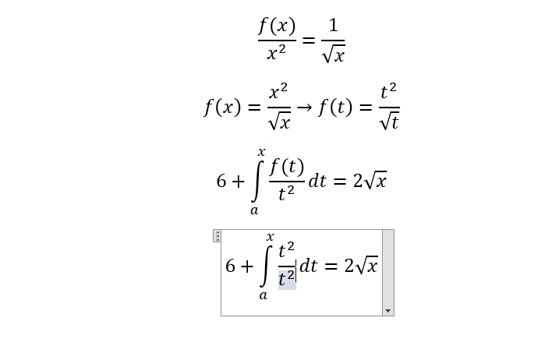 f(x)/x² = 1/√x
f(x) = x²/√x → f(t) = t²/√t
6 + ∫ₐˣ f(t)/t² dt = 2√x
6 + ∫ₐˣ t²/t² dt = 2√x